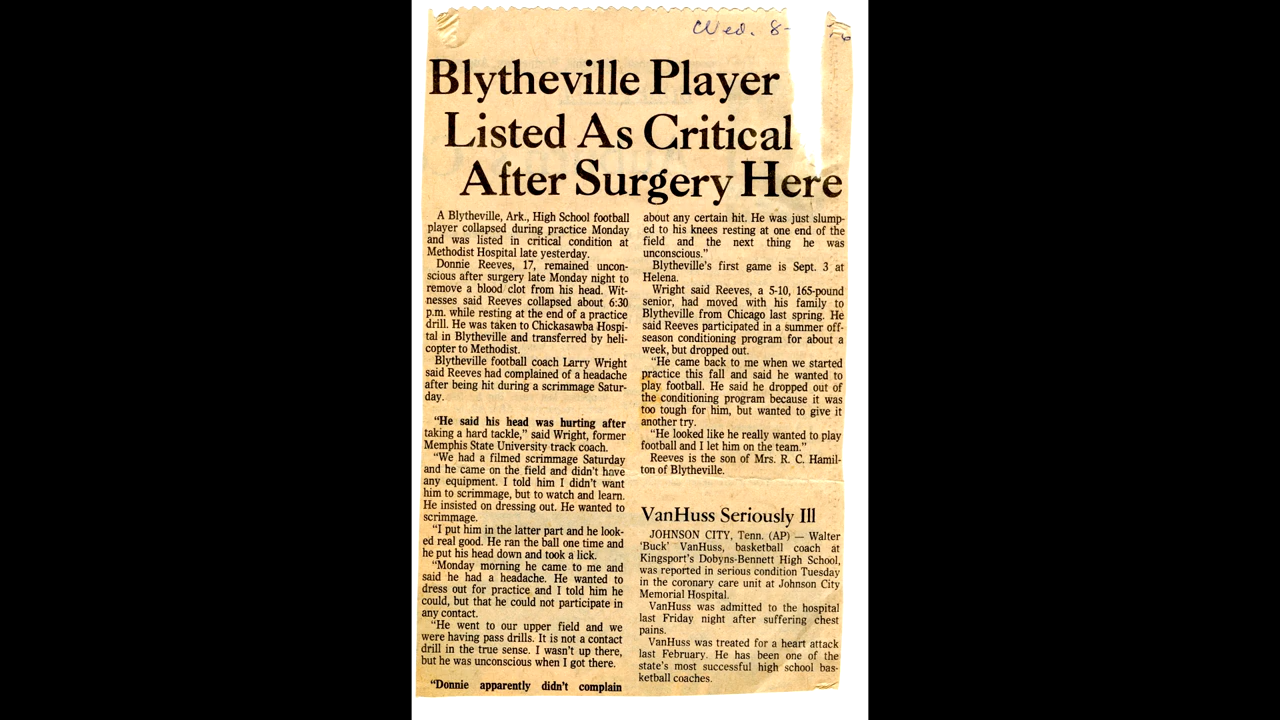 Wed. 8-
Blytheville Player
Listed As Critical
After Surgery Here
A Blytheville, Ark., High School football
player collapsed during practice Monday
and was listed in critical condition at
Methodist Hospital late yesterday.
Donnie Reeves, 17, remained uncon-
scious after surgery late Monday night to
remove a blood clot from his head. Wit-
nesses said Reeves collapsed about 6:30
p.m. while resting at the end of a practice
drill. He was taken to Chickasawba Hospi-
tal in Blytheville and transferred by heli-
copter to Methodist.
Blytheville football coach Larry Wright
said Reeves had complained of a headache
after being hit during a scrimmage Satur-
day.
“He said his head was hurting after
taking a hard tackle,” said Wright, former
Memphis State University track coach.
“We had a filmed scrimmage Saturday
and he came on the field and didn’t have
any equipment. I told him I didn’t want
him to scrimmage, but to watch and learn.
He insisted on dressing out. He wanted to
scrimmage.
“I put him in the latter part and he look-
ed real good. He ran the ball one time and
he put his head down and took a lick.
“Monday morning he came to me and
said he had a headache. He wanted to
dress out for practice and I told him he
could, but that he could not participate in
any contact.
“He went to our upper field and we
were having pass drills. It is not a contact
drill in the true sense. I wasn’t up there,
but he was unconscious when I got there.
“Donnie apparently didn’t complain
about any certain hit. He was just slump-
ed to his knees resting at one end of the
field and the next thing he was
unconscious.”
Blytheville’s first game is Sept. 3 at
Helena.
Wright said Reeves, a 5-10, 165-pound
senior, had moved with his family to
Blytheville from Chicago last spring. He
said Reeves participated in a summer off-
season conditioning program for about a
week, but dropped out.
“He came back to me when we started
practice this fall and said he wanted to
play football. He said he dropped out of
the conditioning program because it was
too tough for him, but wanted to give it
another try.
“He looked like he really wanted to play
football and I let him on the team.”
Reeves is the son of Mrs. R. C. Hamil-
ton of Blytheville.
VanHuss Seriously Ill
JOHNSON CITY, Tenn. (AP) — Walter
‘Buck’ VanHuss, basketball coach at
Kingsport’s Dobyns-Bennett High School,
was reported in serious condition Tuesday
in the coronary care unit at Johnson City
Memorial Hospital.
VanHuss was admitted to the hospital
last Friday night after suffering chest
pains.
VanHuss was treated for a heart attack
last February. He has been one of the
state’s most successful high school bas-
ketball coaches.